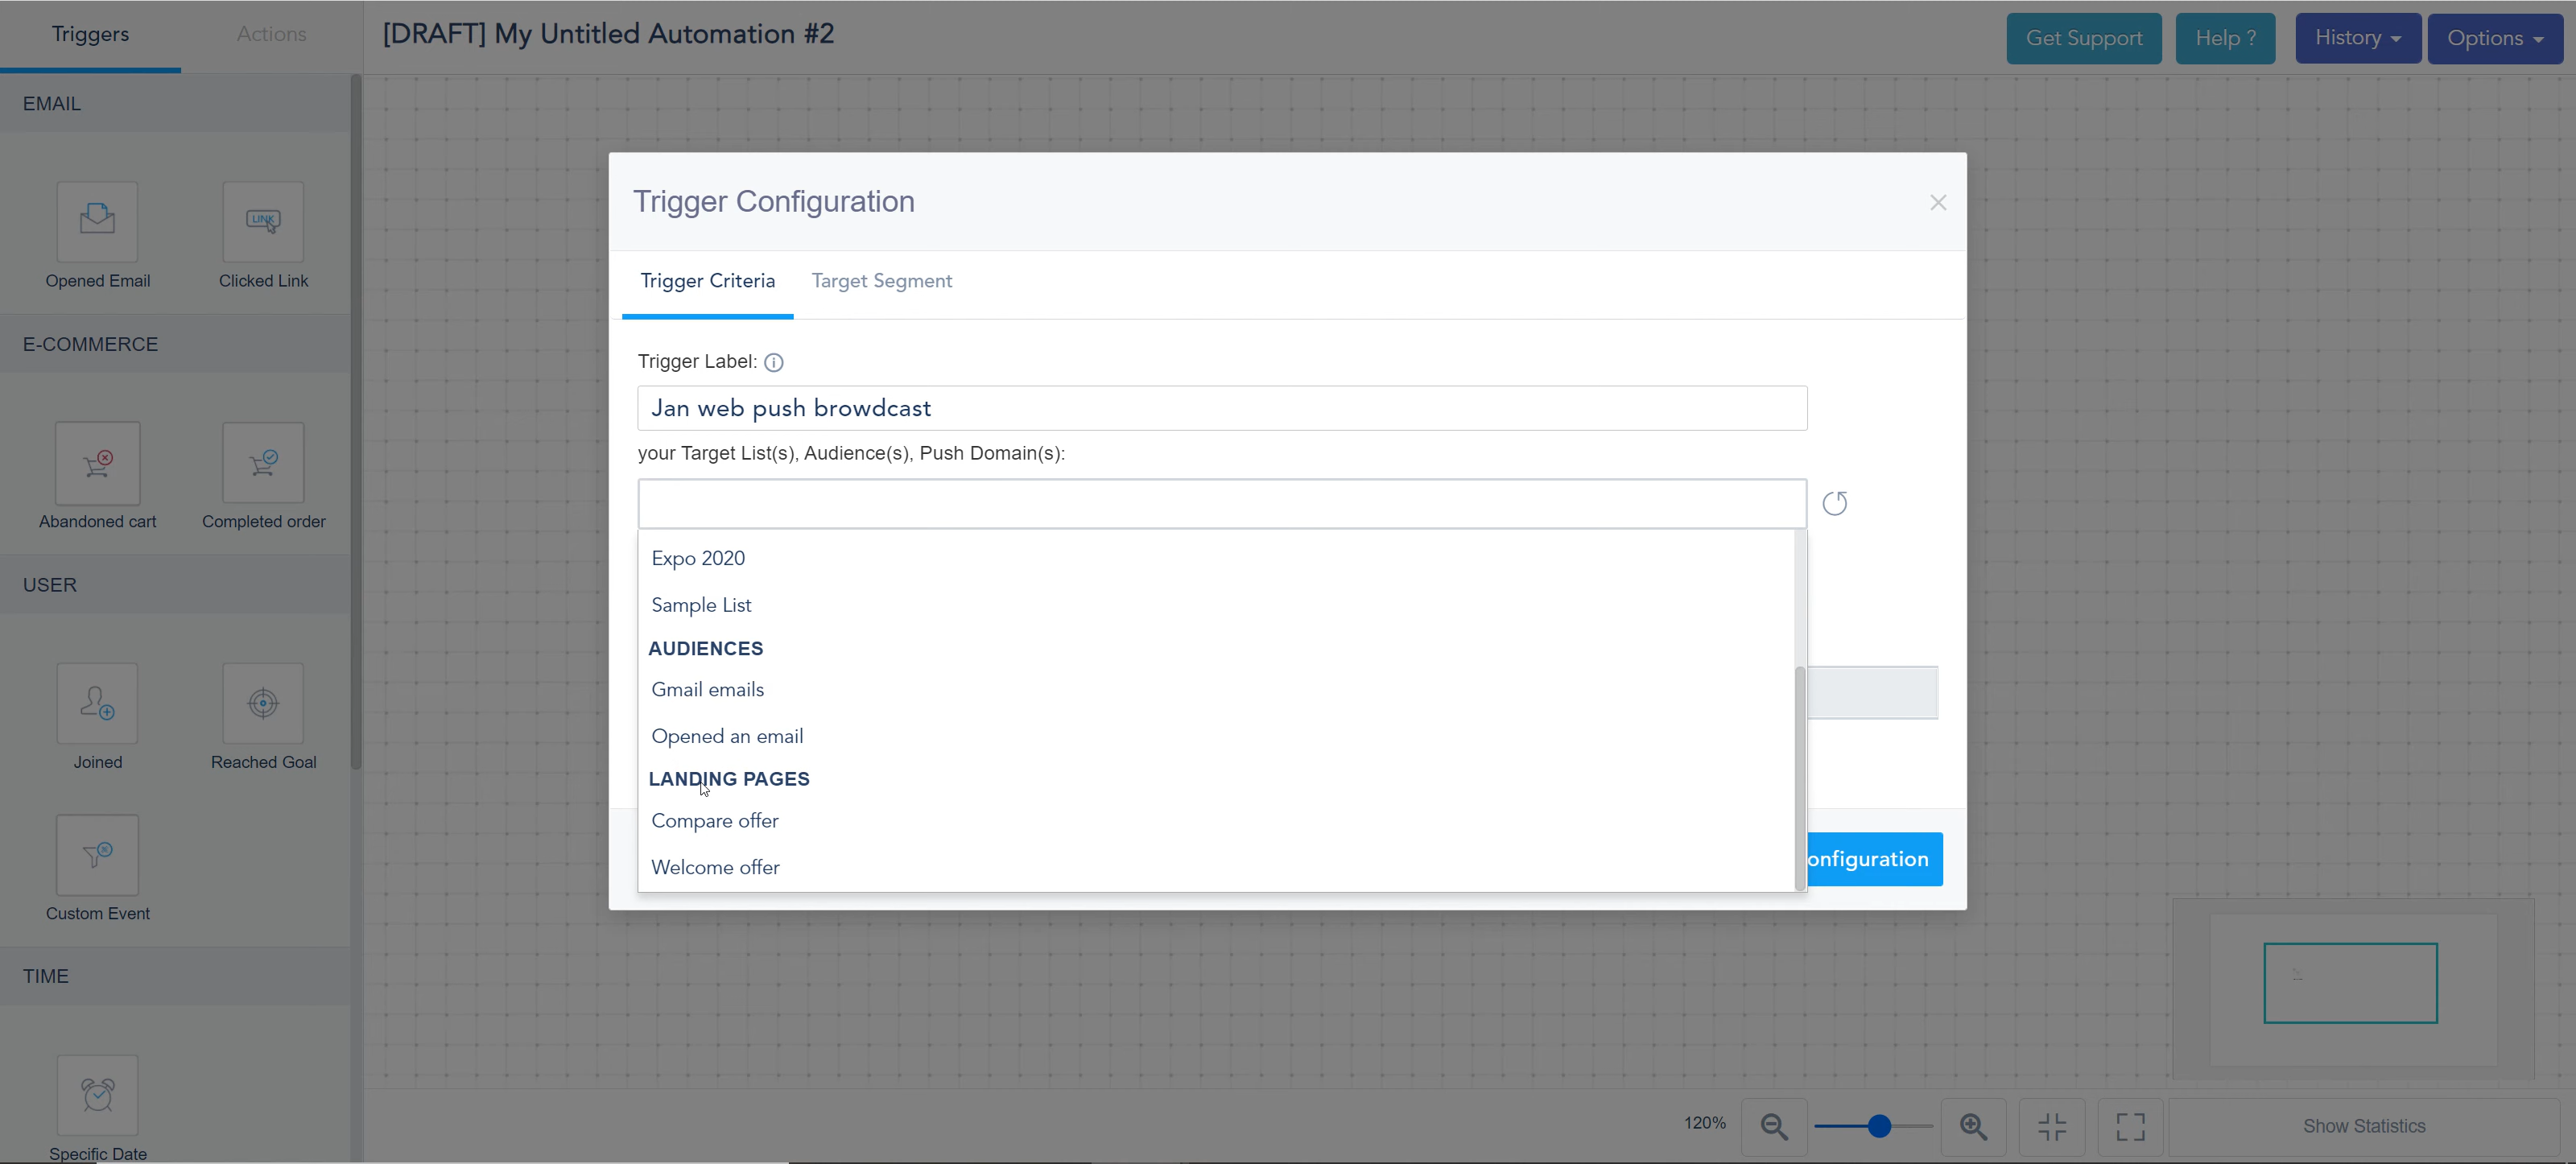 Triggers
Actions
[DRAFT] My Untitled Automation #2
Get Support
Help ?
History
Options
EMAIL
LINK
Opened Email
Clicked Link
E-COMMERCE
Abandoned cart
Completed order
USER
Joined
Reached Goal
Custom Event
TIME
Specific Date
Trigger Configuration
Trigger Criteria
Target Segment
Trigger Label:
Jan web push browdcast
your Target List(s), Audience(s), Push Domain(s):
Expo 2020
Sample List
AUDIENCES
Gmail emails
Opened an email
LANDING PAGES
Compare offer
Welcome offer
onfiguration
120%
Show Statistics